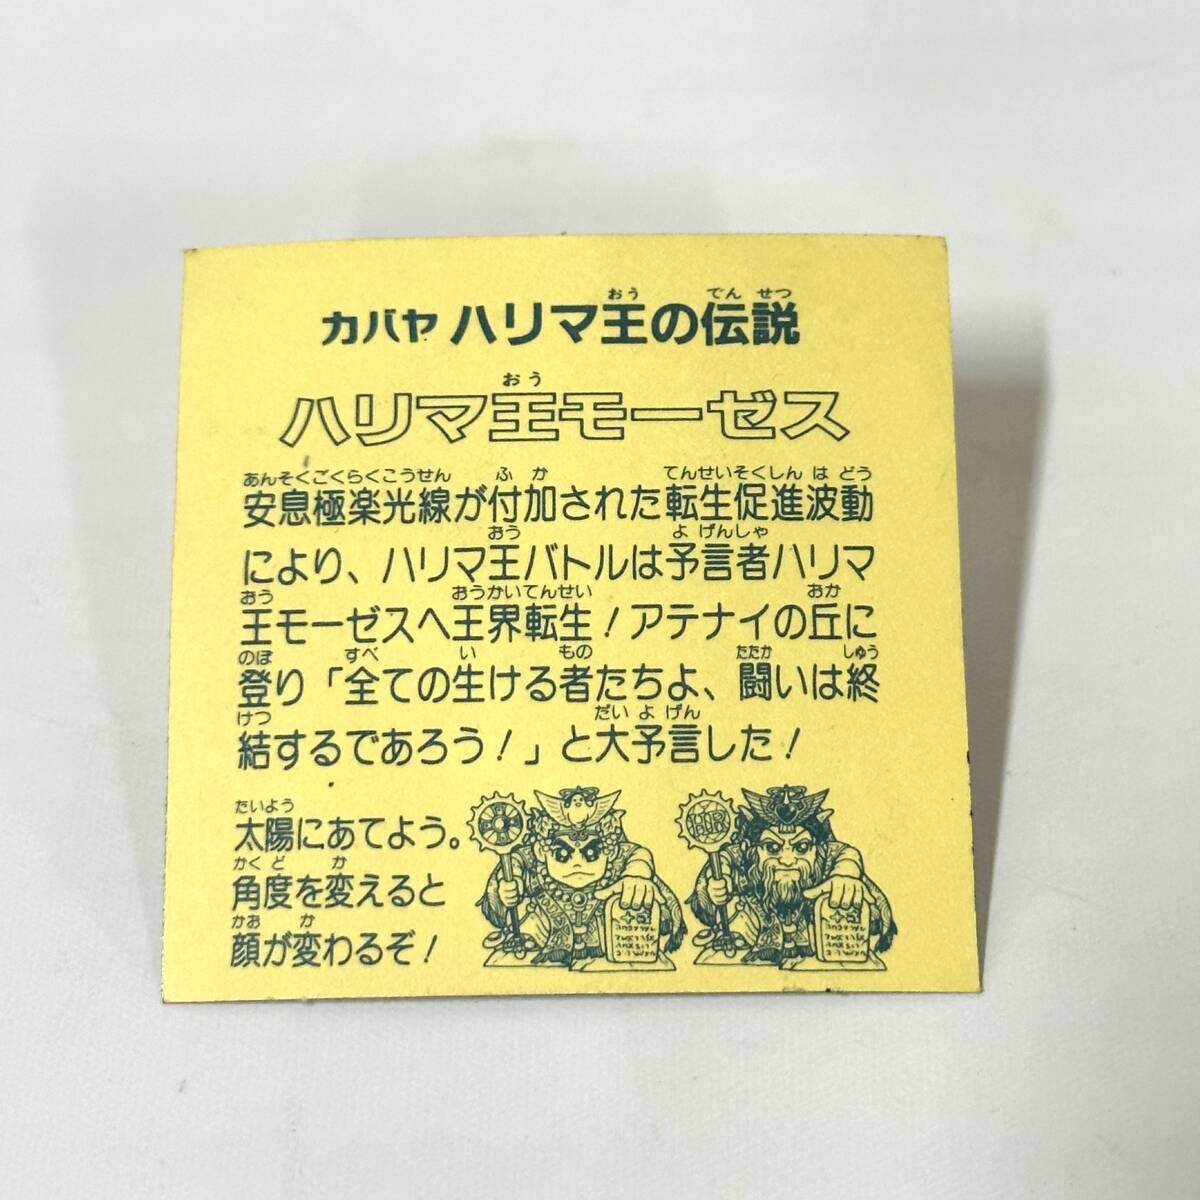 カバヤ ハリマ王の伝説
ハリマ王モーゼス
安息極楽光線が付加された転生促進波動
により、ハリマ王バトルは予言者ハリマ
王モーゼスへ王界転生!アテナイの丘に
登り「全ての生ける者たちよ、闘いは終
結するであろう!」と大予言した!
太陽にあてよう。
角度を変えると
顔が変わるぞ!